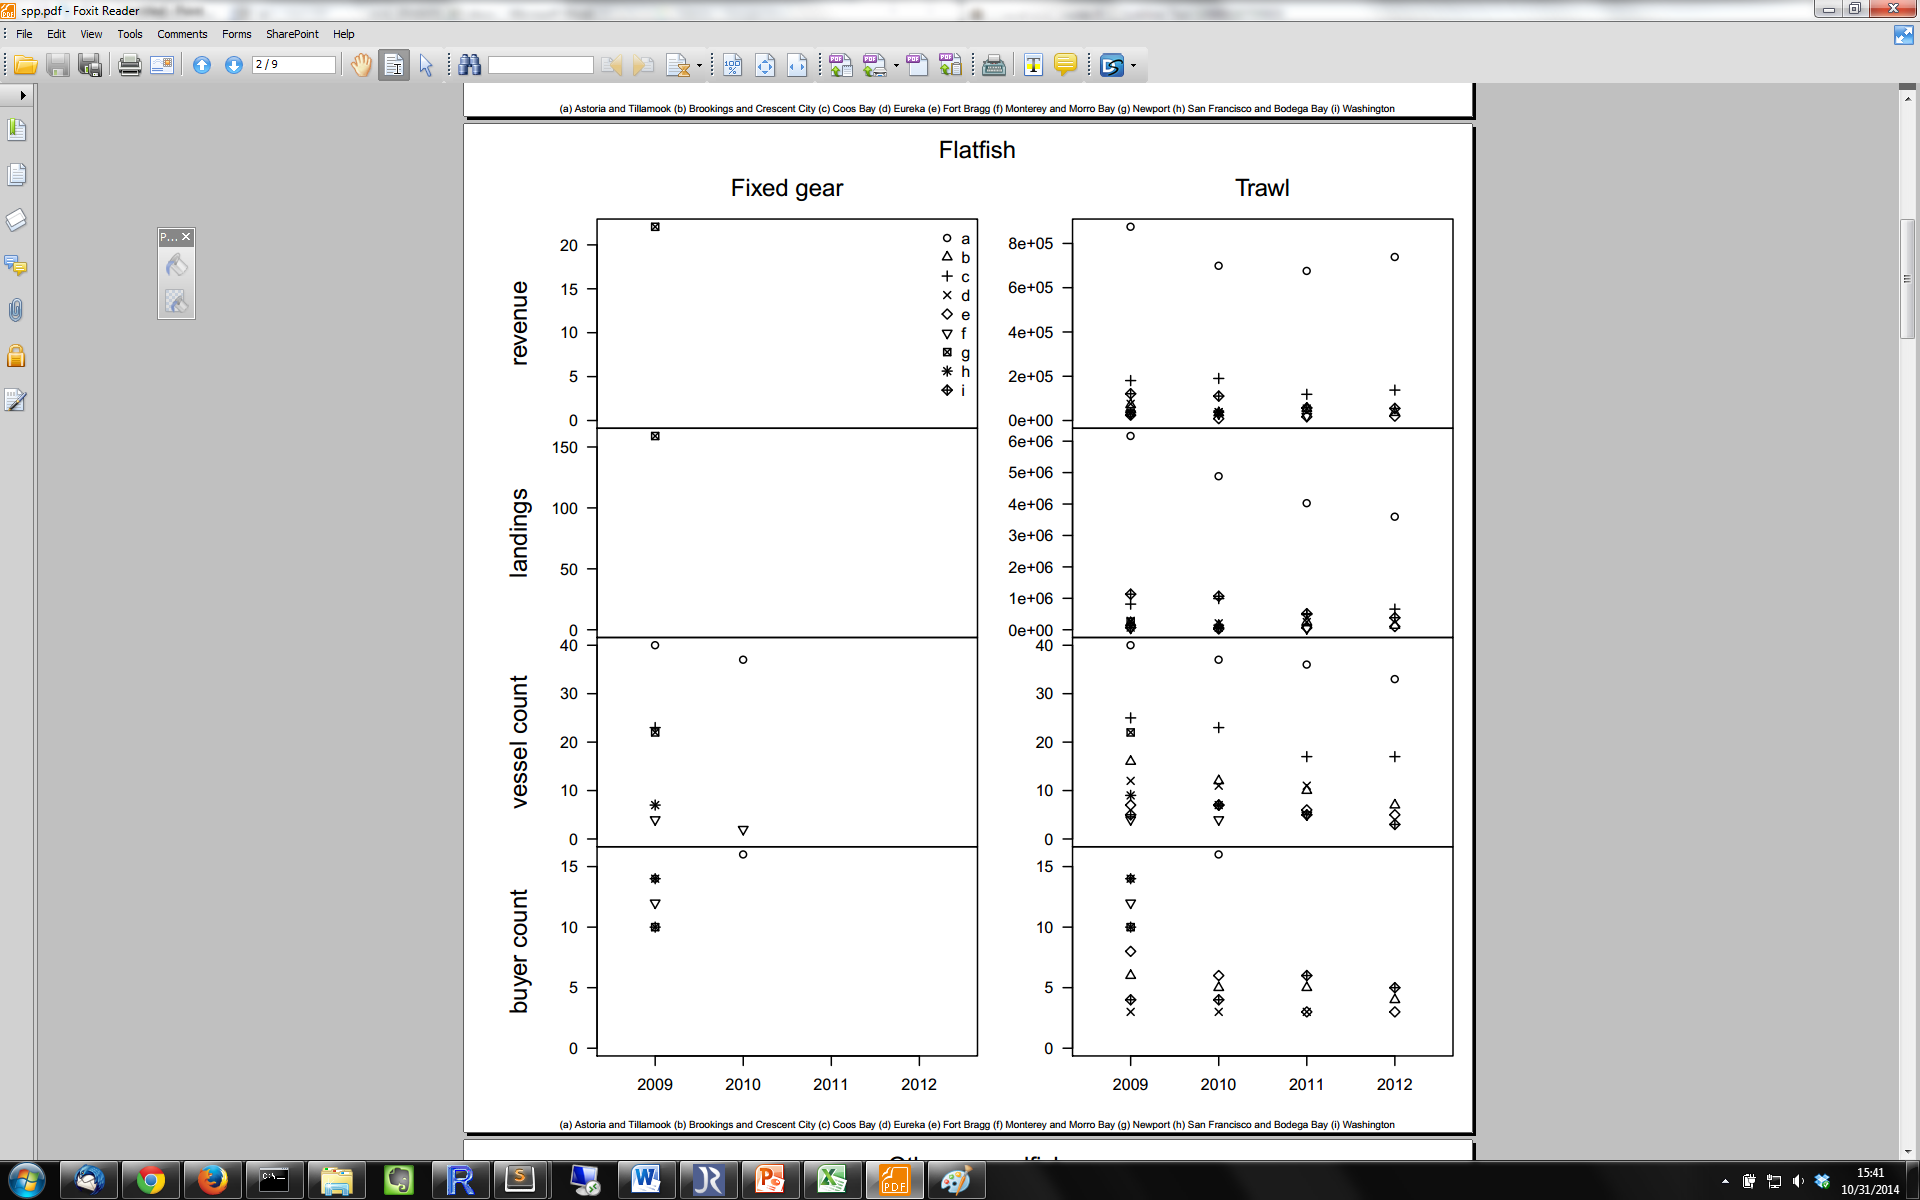 spp.pdf - Foxit Reader
File Edit View Tools Comments Forms SharePoint Help
2 / 9
(a) Astoria and Tillamook (b) Brookings and Crescent City (c) Coos Bay (d) Eureka (e) Fort Bragg (f) Monterey and Morro Bay (g) Newport (h) San Francisco and Bodega Bay (i) Washington
Flatfish
Fixed gear Trawl
P...
revenue
20
15
10
5
0
a
b
c
d
e
f
g
h
i
8e+05
6e+05
4e+05
2e+05
0e+00
landings
150
100
50
0
6e+06
5e+06
4e+06
3e+06
2e+06
1e+06
0e+00
vessel count
40
30
20
10
0
40
30
20
10
0
buyer count
15
10
5
0
15
10
5
0
2009 2010 2011 2012
2009 2010 2011 2012
(a) Astoria and Tillamook (b) Brookings and Crescent City (c) Coos Bay (d) Eureka (e) Fort Bragg (f) Monterey and Morro Bay (g) Newport (h) San Francisco and Bodega Bay (i) Washington
15:41
10/31/2014